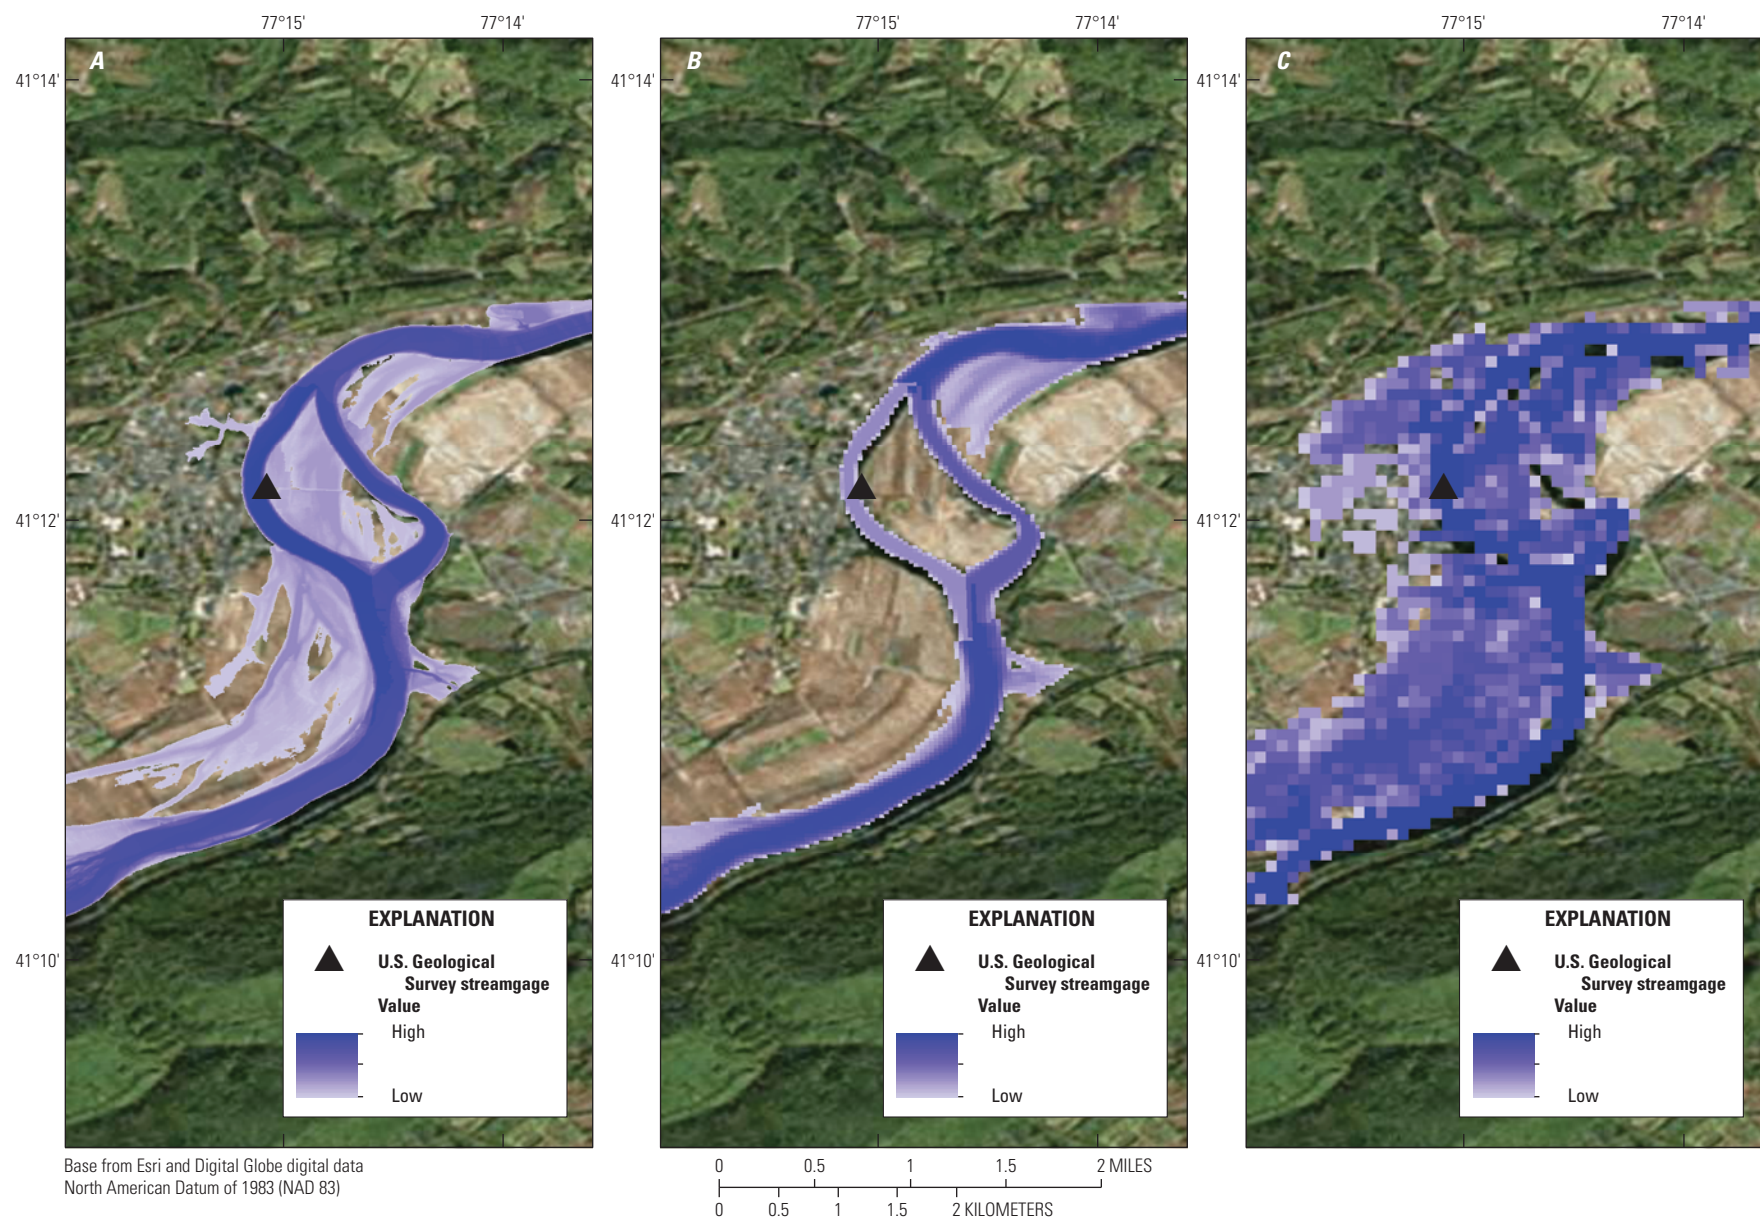 77°15' 77°14' 77°15' 77°14' 77°15' 77°14'
A B C
41°14' 41°14' 41°14'
41°12' 41°12' 41°12'
41°10' 41°10' 41°10'
EXPLANATION
U.S. Geological
Survey streamgage
Value
High
Low
EXPLANATION
U.S. Geological
Survey streamgage
Value
High
Low
EXPLANATION
U.S. Geological
Survey streamgage
Value
High
Low
Base from Esri and Digital Globe digital data
North American Datum of 1983 (NAD 83)
0 0.5 1 1.5 2 MILES
0 0.5 1 1.5 2 KILOMETERS